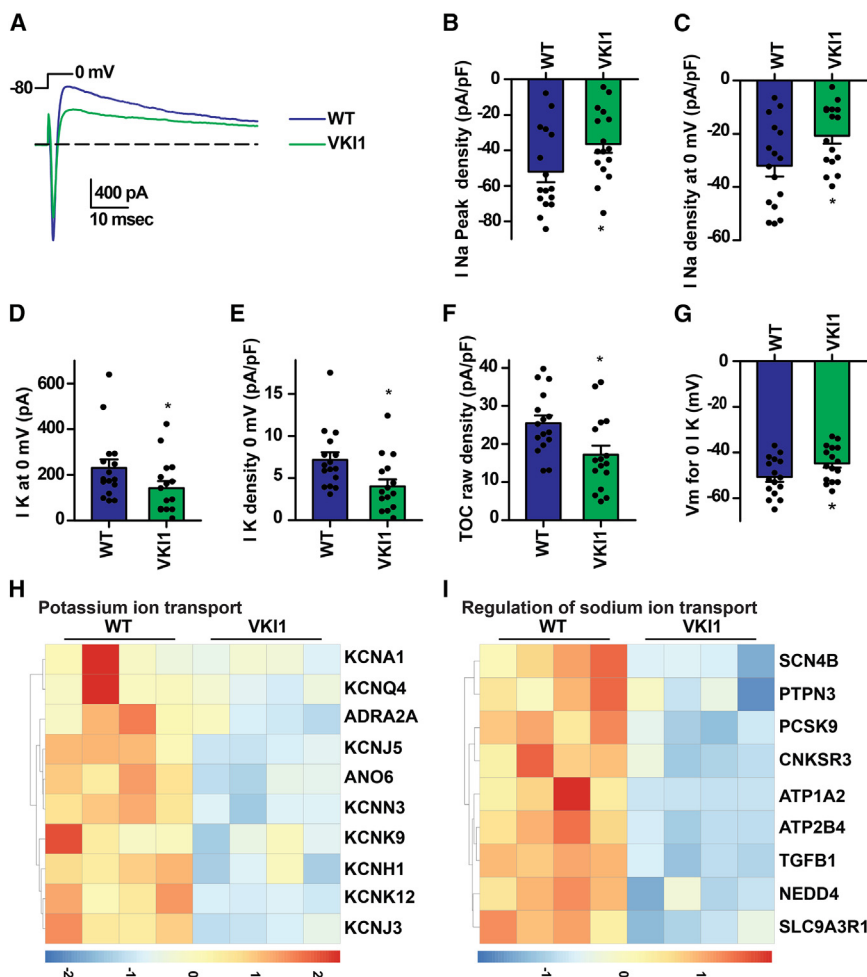 A
-80
0 mV
WT
VKI1
400 pA
10 msec
B
WT
VKI1
I Na Peak density (pA/pF)
0
-20
-40
-60
-80
*
C
WT
VKI1
I Na density at 0 mV (pA/pF)
0
-20
-40
-60
*
D
I K at 0 mV (pA)
600
400
200
0
*
WT
VKI1
E
I K density 0 mV (pA/pF)
15
10
5
0
*
WT
VKI1
F
TOC raw density (pA/pF)
40
30
20
10
0
*
WT
VKI1
G
WT
VKI1
Vm for 0 I K (mV)
0
-20
-40
-60
*
H
Potassium ion transport
WT
VKI1
KCNA1
KCNQ4
ADRA2A
KCNJ5
ANO6
KCNN3
KCNK9
KCNH1
KCNK12
KCNJ3
-2
-1
0
1
2
I
Regulation of sodium ion transport
WT
VKI1
SCN4B
PTPN3
PCSK9
CNKSR3
ATP1A2
ATP2B4
TGFB1
NEDD4
SLC9A3R1
-1
0
1